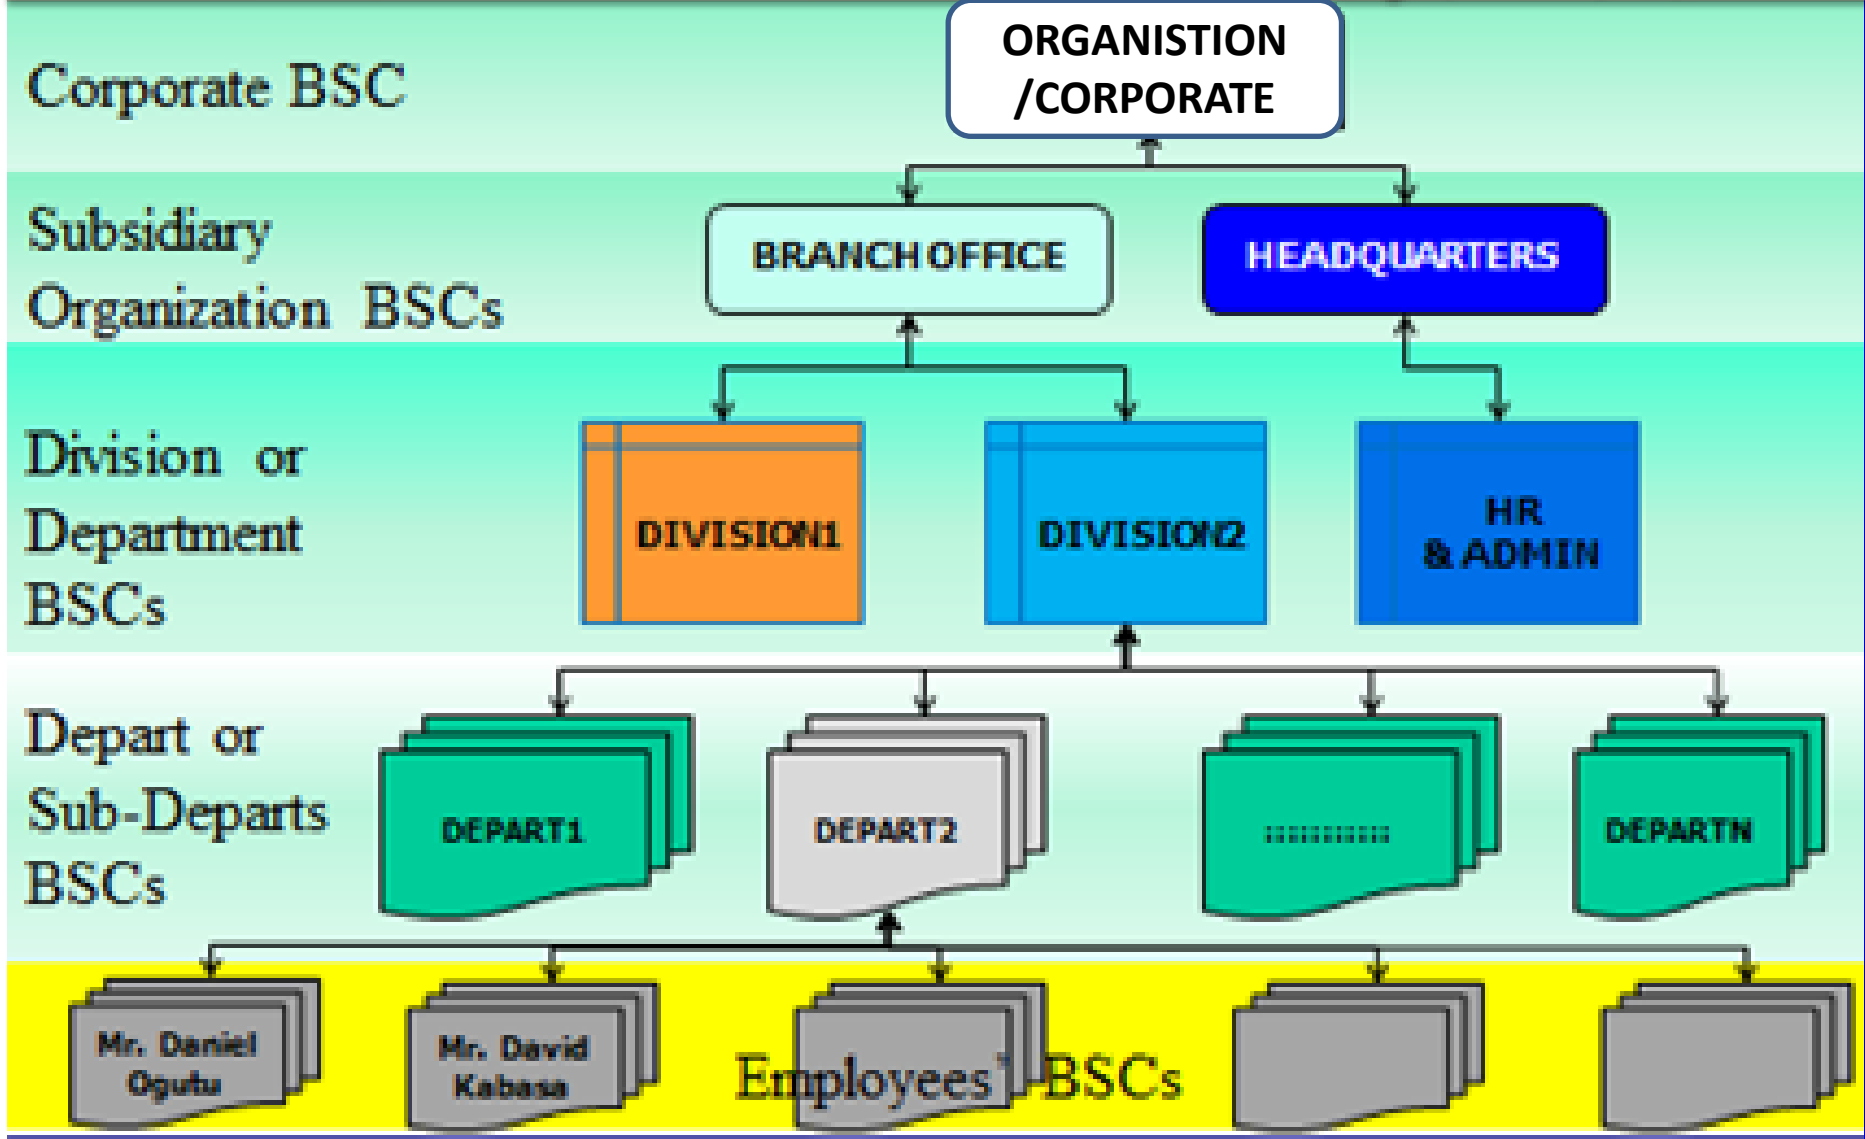 ORGANISTION
/CORPORATE
Corporate BSC
Subsidiary
Organization BSCs
BRANCH OFFICE
HEADQUARTERS
Division or
Department
BSCs
DIVISION1
DIVISION2
HR
& ADMIN
Depart or
Sub-Departs
BSCs
DEPART1
DEPART2
...........
DEPARTN
Mr. Daniel
Ogutu
Mr. David
Kabasa
Employees' BSCs